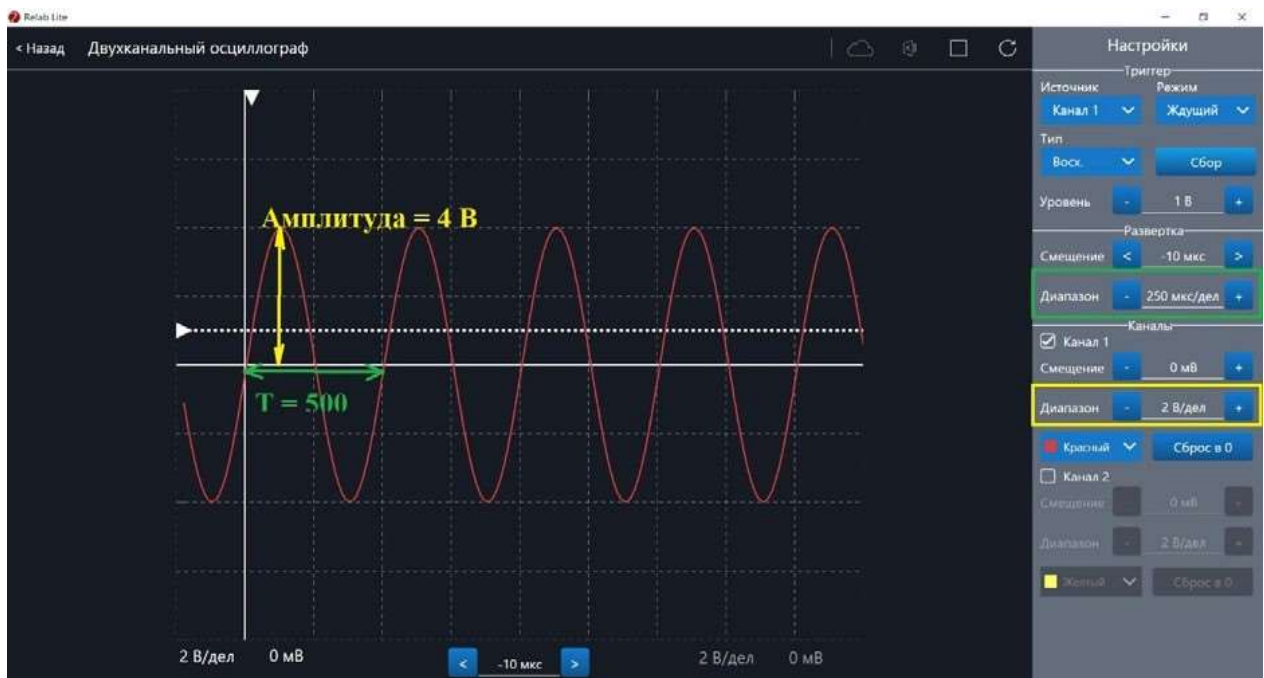 Relab Lite
< Назад Двухканальный осциллограф
Настройки
Триггер
Источник Режим
Канал 1 Ждущий
Тип
Восх. Сбор
Уровень - 1 В +
Развертка
Смещение < -10 мкс >
Диапазон - 250 мкс/дел +
Каналы
Канал 1
Смещение - 0 мВ +
Диапазон - 2 В/дел +
Красный Сброс в 0
Канал 2
Смещение - 0 мВ +
Диапазон - 2 В/дел +
Желтый Сброс в 0
Амплитуда = 4 В
T = 500
2 В/дел 0 мВ < -10 мкс > 2 В/дел 0 мВ